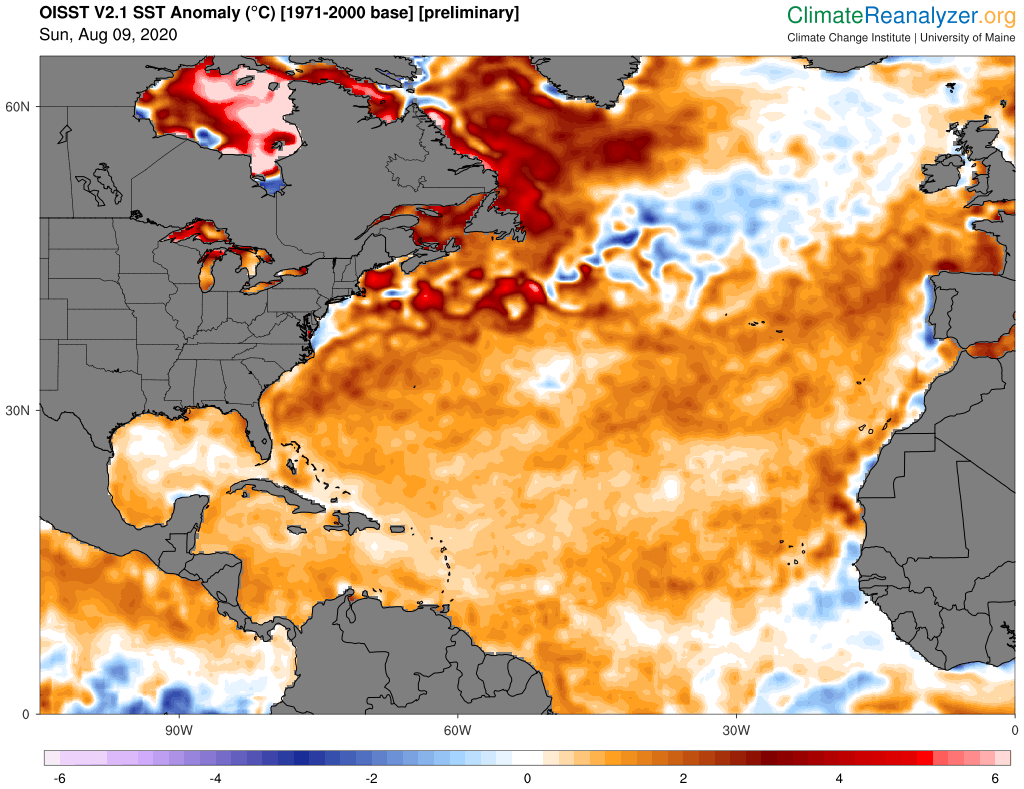 OISST V2.1 SST Anomaly (°C) [1971-2000 base] [preliminary]
Sun, Aug 09, 2020
ClimateReanalyzer.org
Climate Change Institute | University of Maine
60N
30N
0
90W
60W
30W
0
-6
-4
-2
0
2
4
6